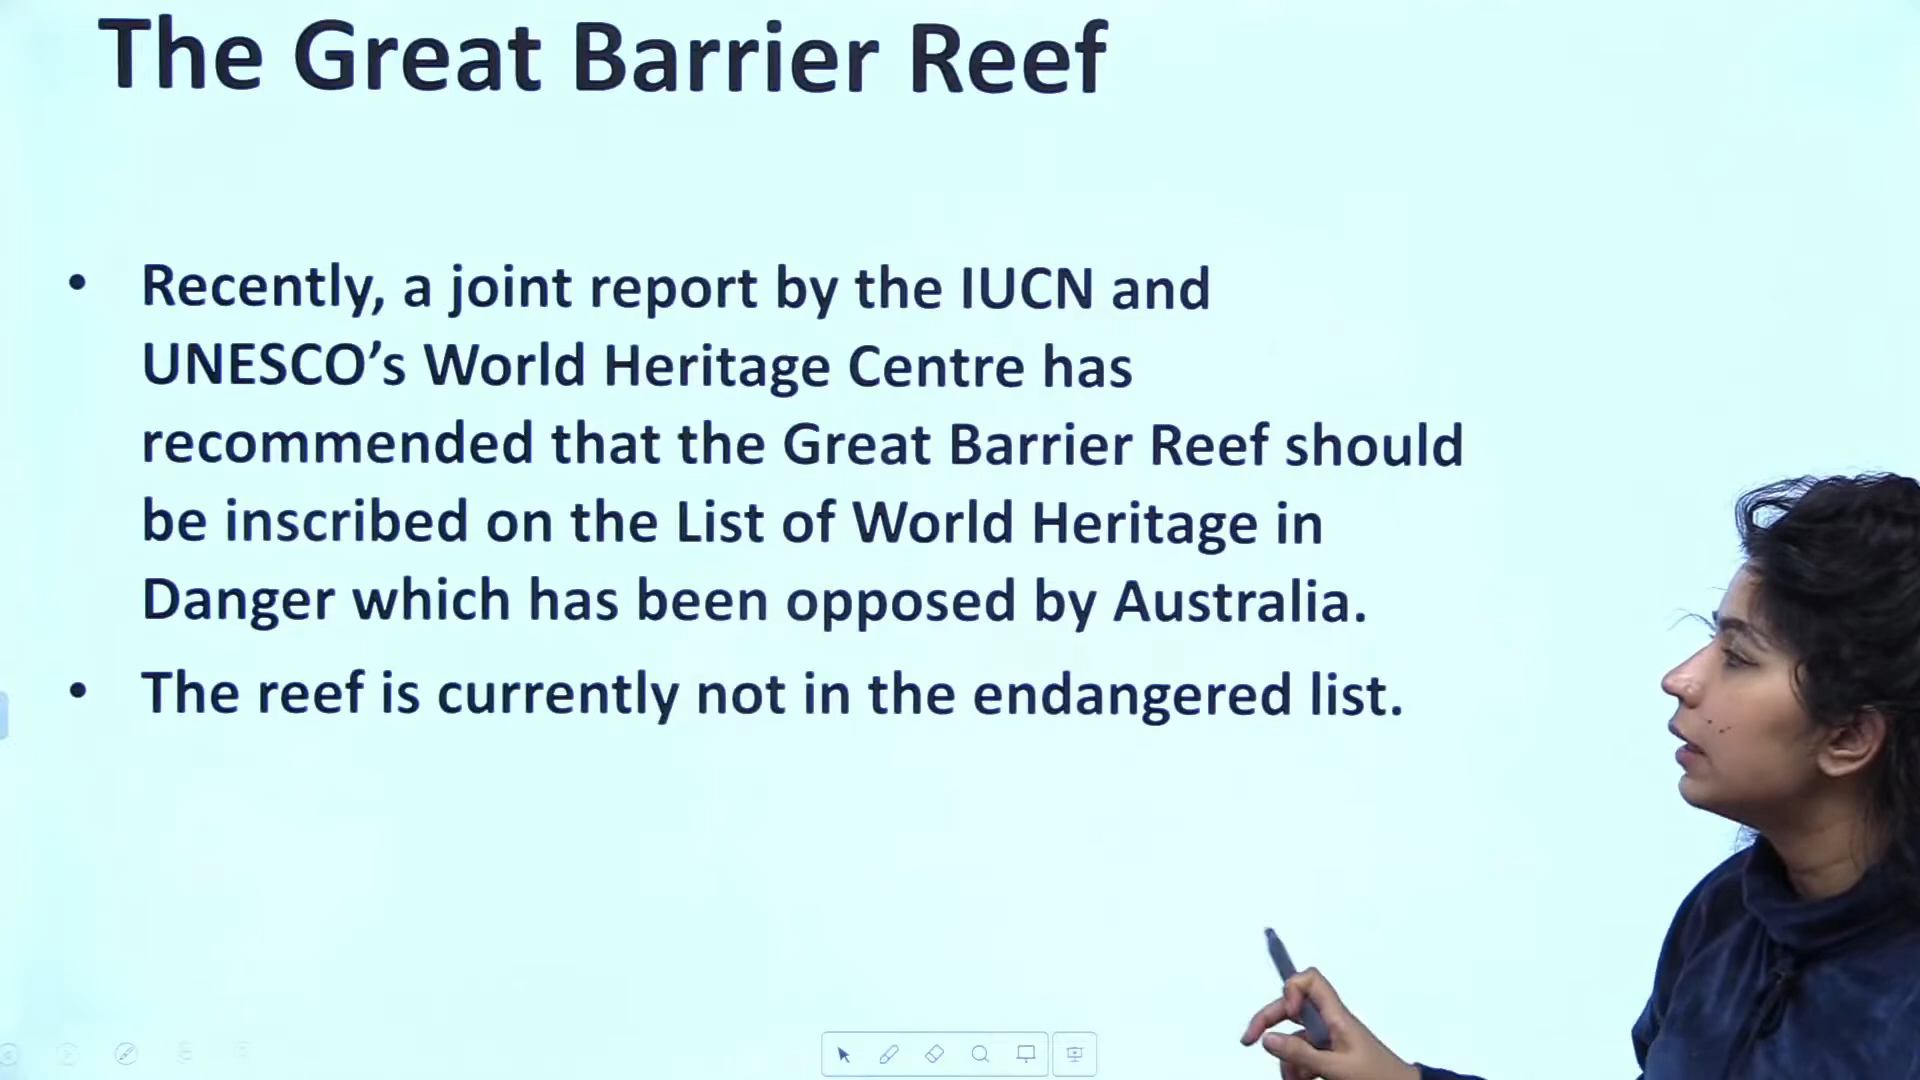 The Great Barrier Reef
• Recently, a joint report by the IUCN and
UNESCO’s World Heritage Centre has
recommended that the Great Barrier Reef should
be inscribed on the List of World Heritage in
Danger which has been opposed by Australia.
• The reef is currently not in the endangered list.